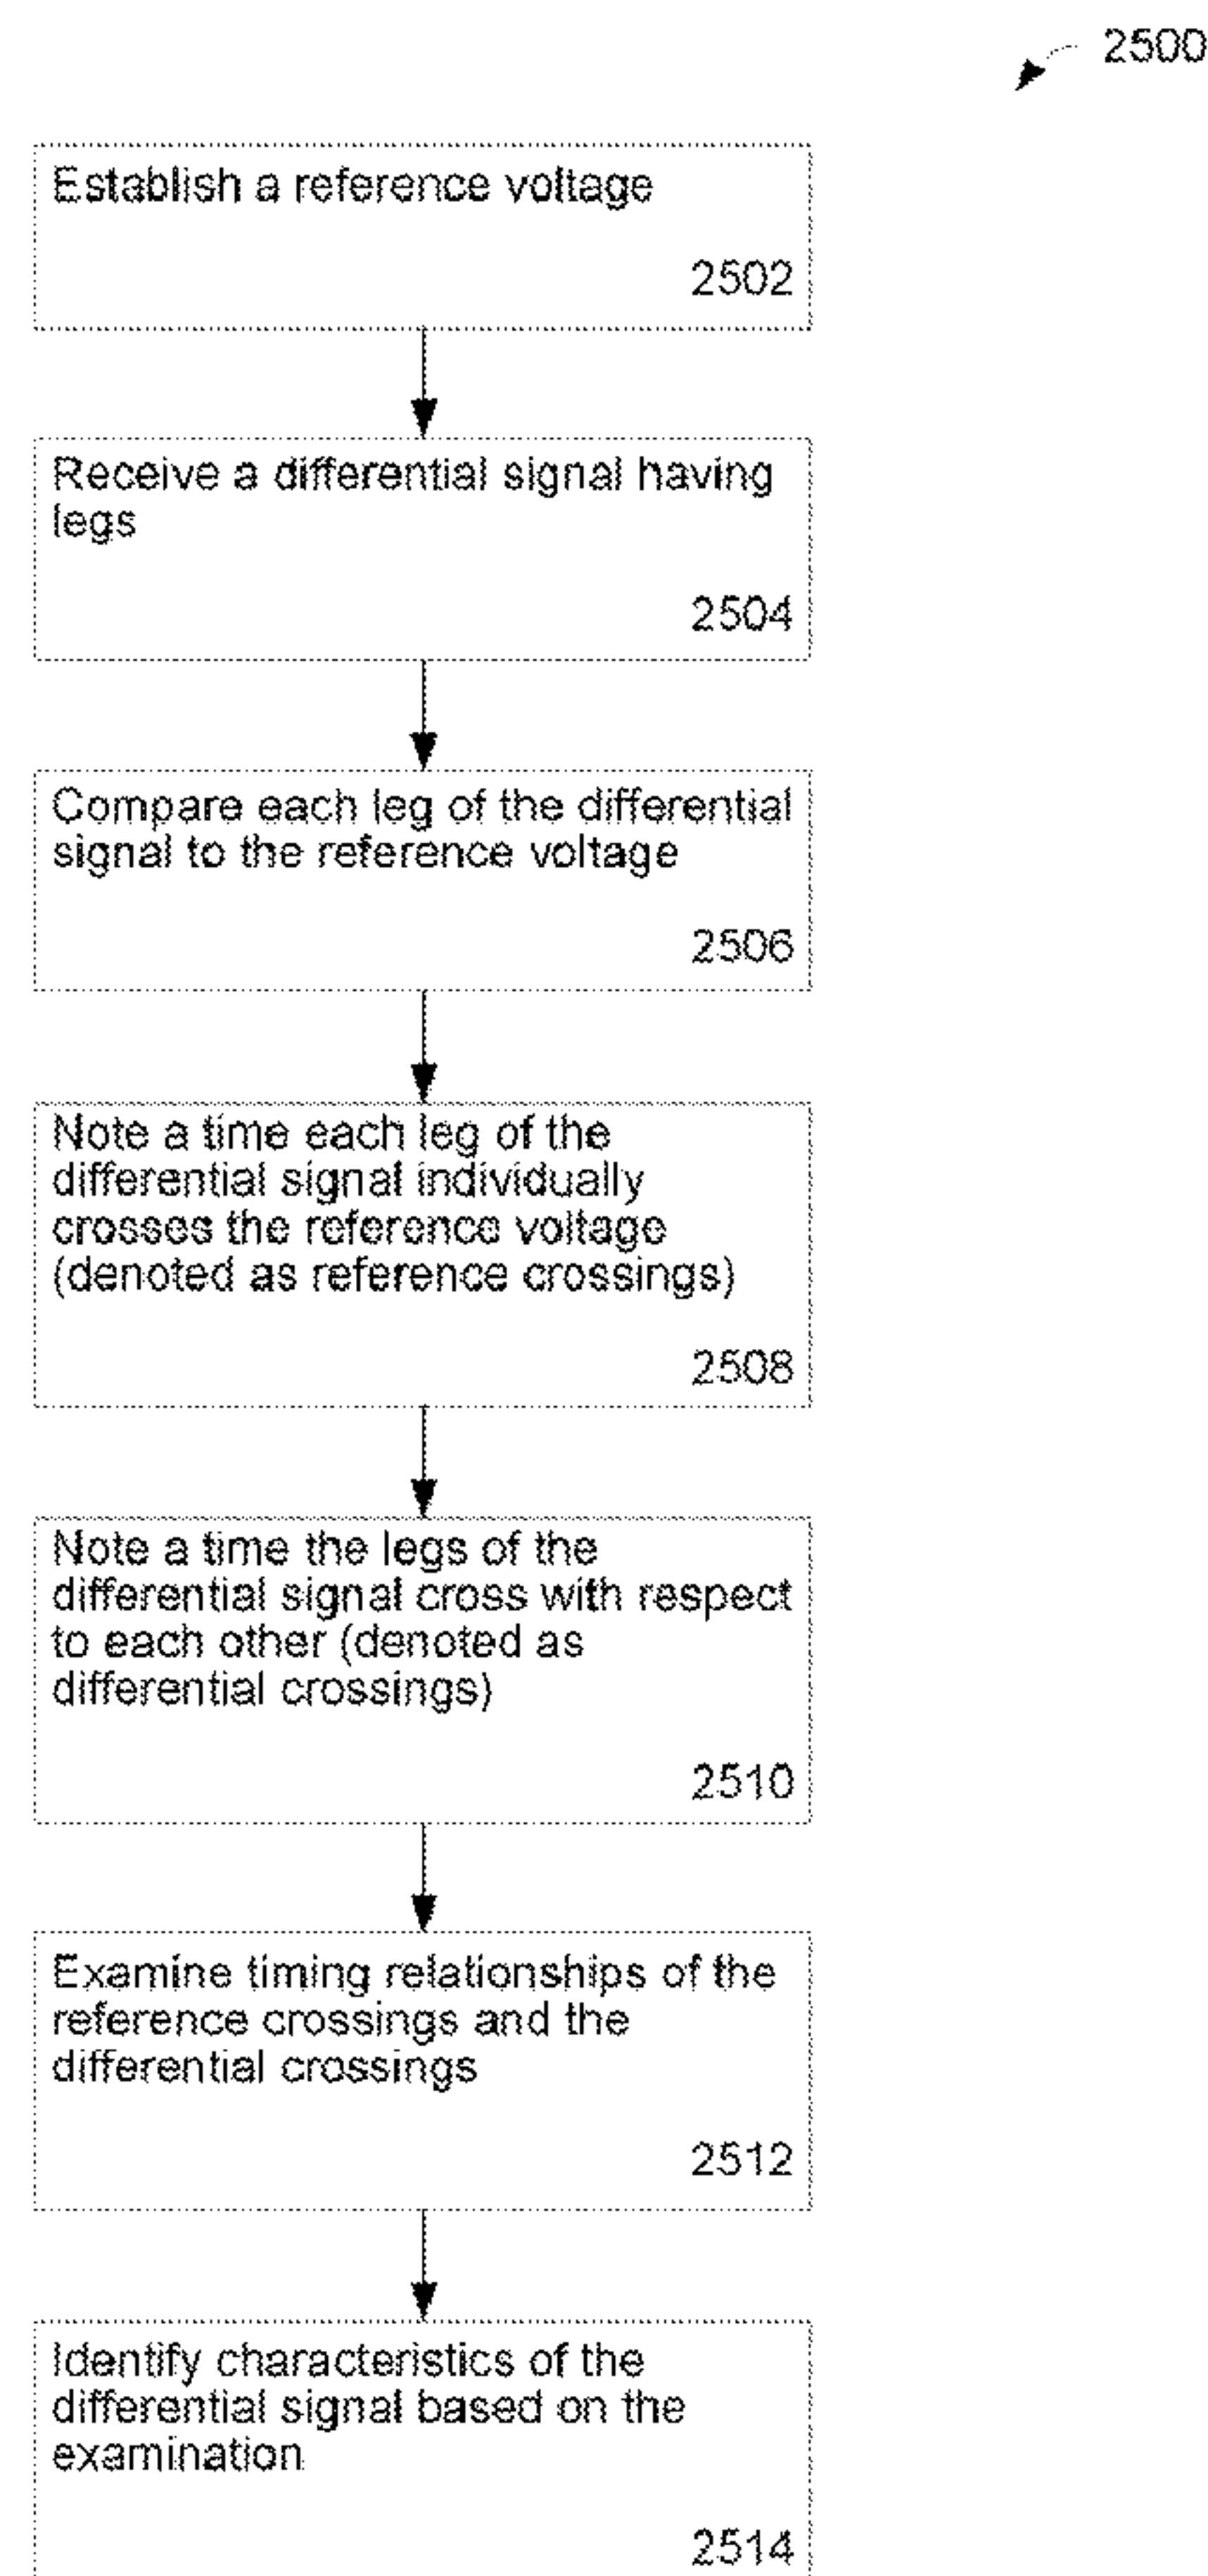 2500
Establish a reference voltage
2502
Receive a differential signal having
legs
2504
Compare each leg of the differential
signal to the reference voltage
2506
Note a time each leg of the
differential signal individually
crosses the reference voltage
(denoted as reference crossings)
2508
Note a time the legs of the
differential signal cross with respect
to each other (denoted as
differential crossings)
2510
Examine timing relationships of the
reference crossings and the
differential crossings
2512
Identify characteristics of the
differential signal based on the
examination
2514